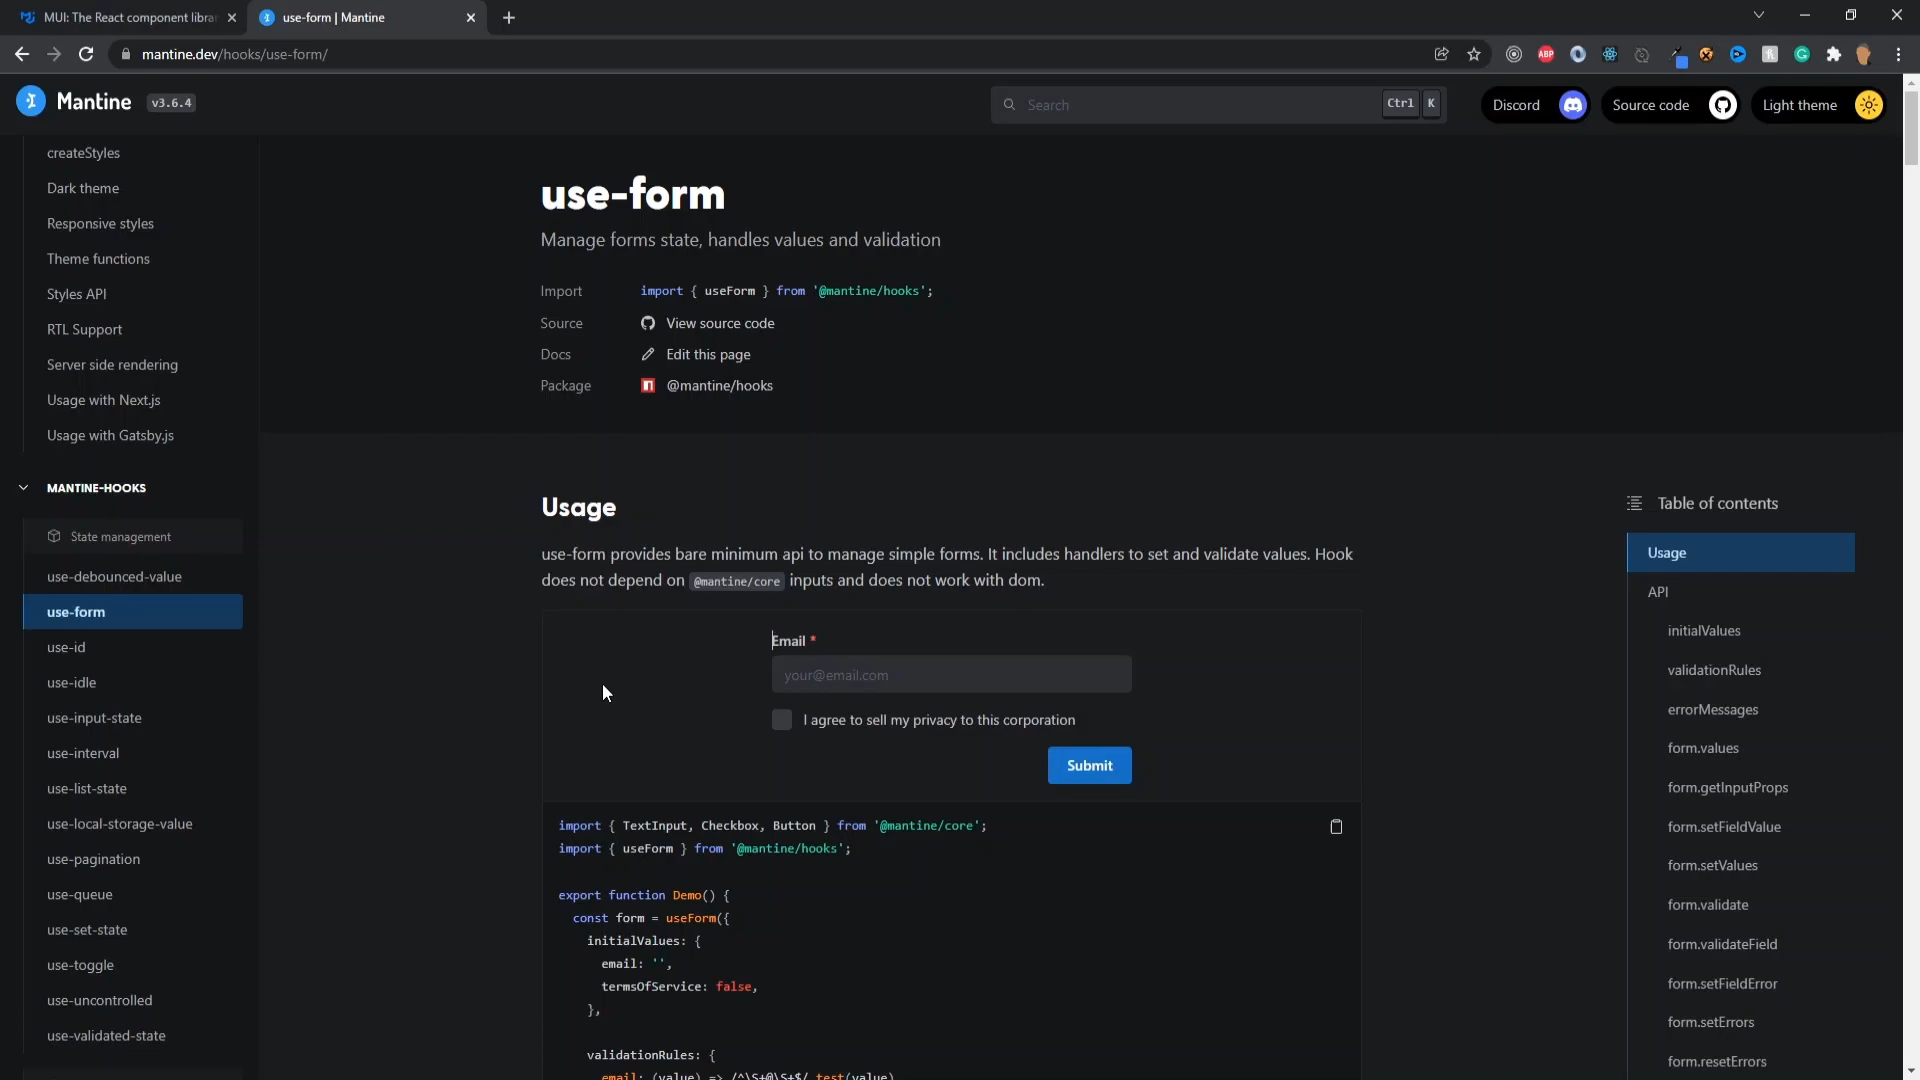 MUI: The React component librar
use-form | Mantine
mantine.dev/hooks/use-form/
ABP
Mantine
v3.6.4
Search
Ctrl K
Discord
Source code
Light theme
createStyles
Dark theme
Responsive styles
Theme functions
Styles API
RTL Support
Server side rendering
Usage with Next.js
Usage with Gatsby.js
MANTINE-HOOKS
State management
use-debounced-value
use-form
use-id
use-idle
use-input-state
use-interval
use-list-state
use-local-storage-value
use-pagination
use-queue
use-set-state
use-toggle
use-uncontrolled
use-validated-state
use-form
Manage forms state, handles values and validation
Import import { useForm } from '@mantine/hooks';
Source View source code
Docs Edit this page
Package @mantine/hooks
Usage
use-form provides bare minimum api to manage simple forms. It includes handlers to set and validate values. Hook
does not depend on @mantine/core inputs and does not work with dom.
Email *
your@email.com
I agree to sell my privacy to this corporation
Submit
import { TextInput, Checkbox, Button } from '@mantine/core';
import { useForm } from '@mantine/hooks';
export function Demo() {
const form = useForm({
initialValues: {
email: '',
termsOfService: false,
},
validationRules: {
email: (value) => /^\S+@\S+$/.test(value)
Table of contents
Usage
API
initialValues
validationRules
errorMessages
form.values
form.getInputProps
form.setFieldValue
form.setValues
form.validate
form.validateField
form.setFieldError
form.setErrors
form.resetErrors